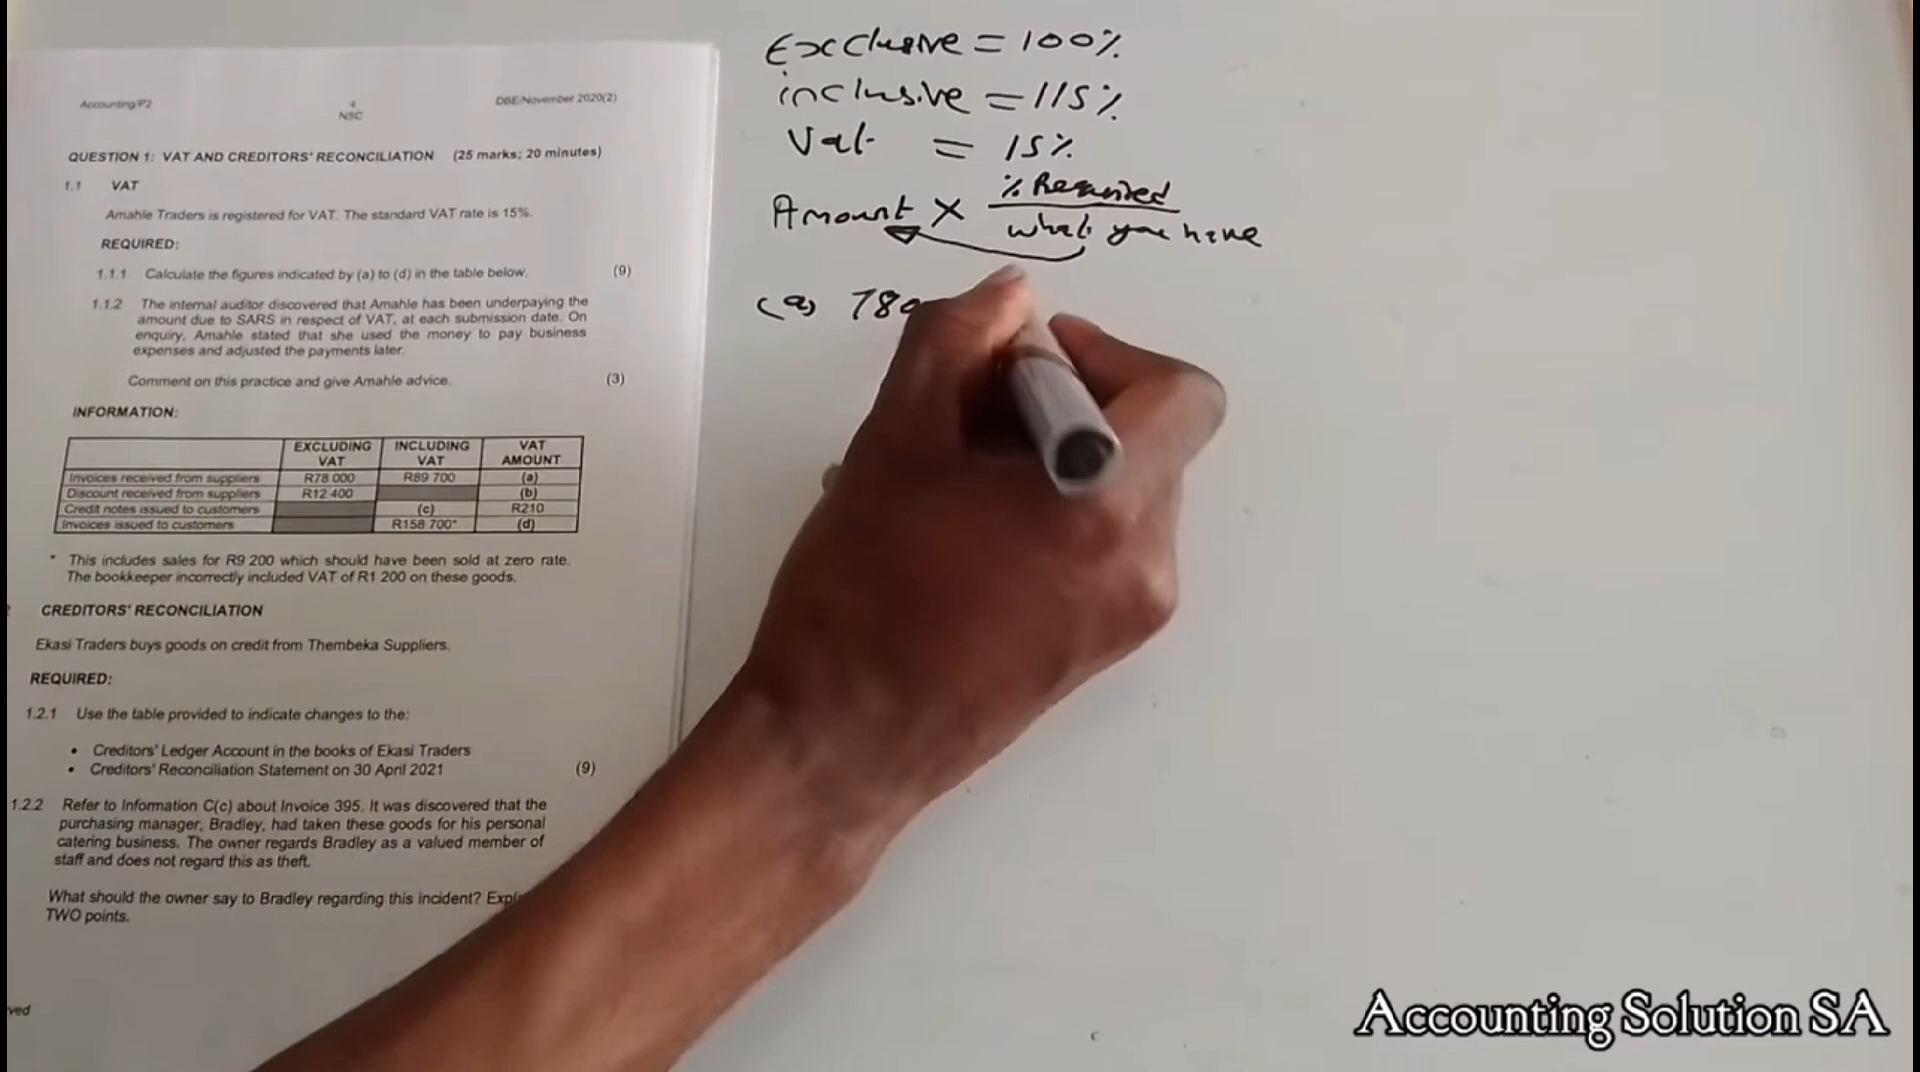 Accounting/P2
4
NSC
DBE/November 2020(2)
QUESTION 1: VAT AND CREDITORS' RECONCILIATION (25 marks; 20 minutes)
1.1 VAT
Amahle Traders is registered for VAT. The standard VAT rate is 15%.
REQUIRED:
1.1.1 Calculate the figures indicated by (a) to (d) in the table below. (9)
1.1.2 The internal auditor discovered that Amahle has been underpaying the
amount due to SARS in respect of VAT, at each submission date. On
enquiry, Amahle stated that she used the money to pay business
expenses and adjusted the payments later.
Comment on this practice and give Amahle advice. (3)
INFORMATION:
EXCLUDING VAT INCLUDING VAT VAT AMOUNT
Invoices received from suppliers R78 000 R89 700 (a)
Discount received from suppliers R12 400 (b)
Credit notes issued to customers (c) R210
Invoices issued to customers R158 700* (d)
* This includes sales for R9 200 which should have been sold at zero rate.
The bookkeeper incorrectly included VAT of R1 200 on these goods.
CREDITORS' RECONCILIATION
Ekasi Traders buys goods on credit from Thembeka Suppliers.
REQUIRED:
1.2.1 Use the table provided to indicate changes to the:
• Creditors' Ledger Account in the books of Ekasi Traders
• Creditors' Reconciliation Statement on 30 April 2021 (9)
1.2.2 Refer to Information C(c) about Invoice 395. It was discovered that the
purchasing manager, Bradley, had taken these goods for his personal
catering business. The owner regards Bradley as a valued member of
staff and does not regard this as theft.
What should the owner say to Bradley regarding this incident?
TWO points.
ved
Exclusive = 100%
inclusive = 115%
Vat = 15%
Amount × % Required
what you have
(a) 780
Accounting Solution SA